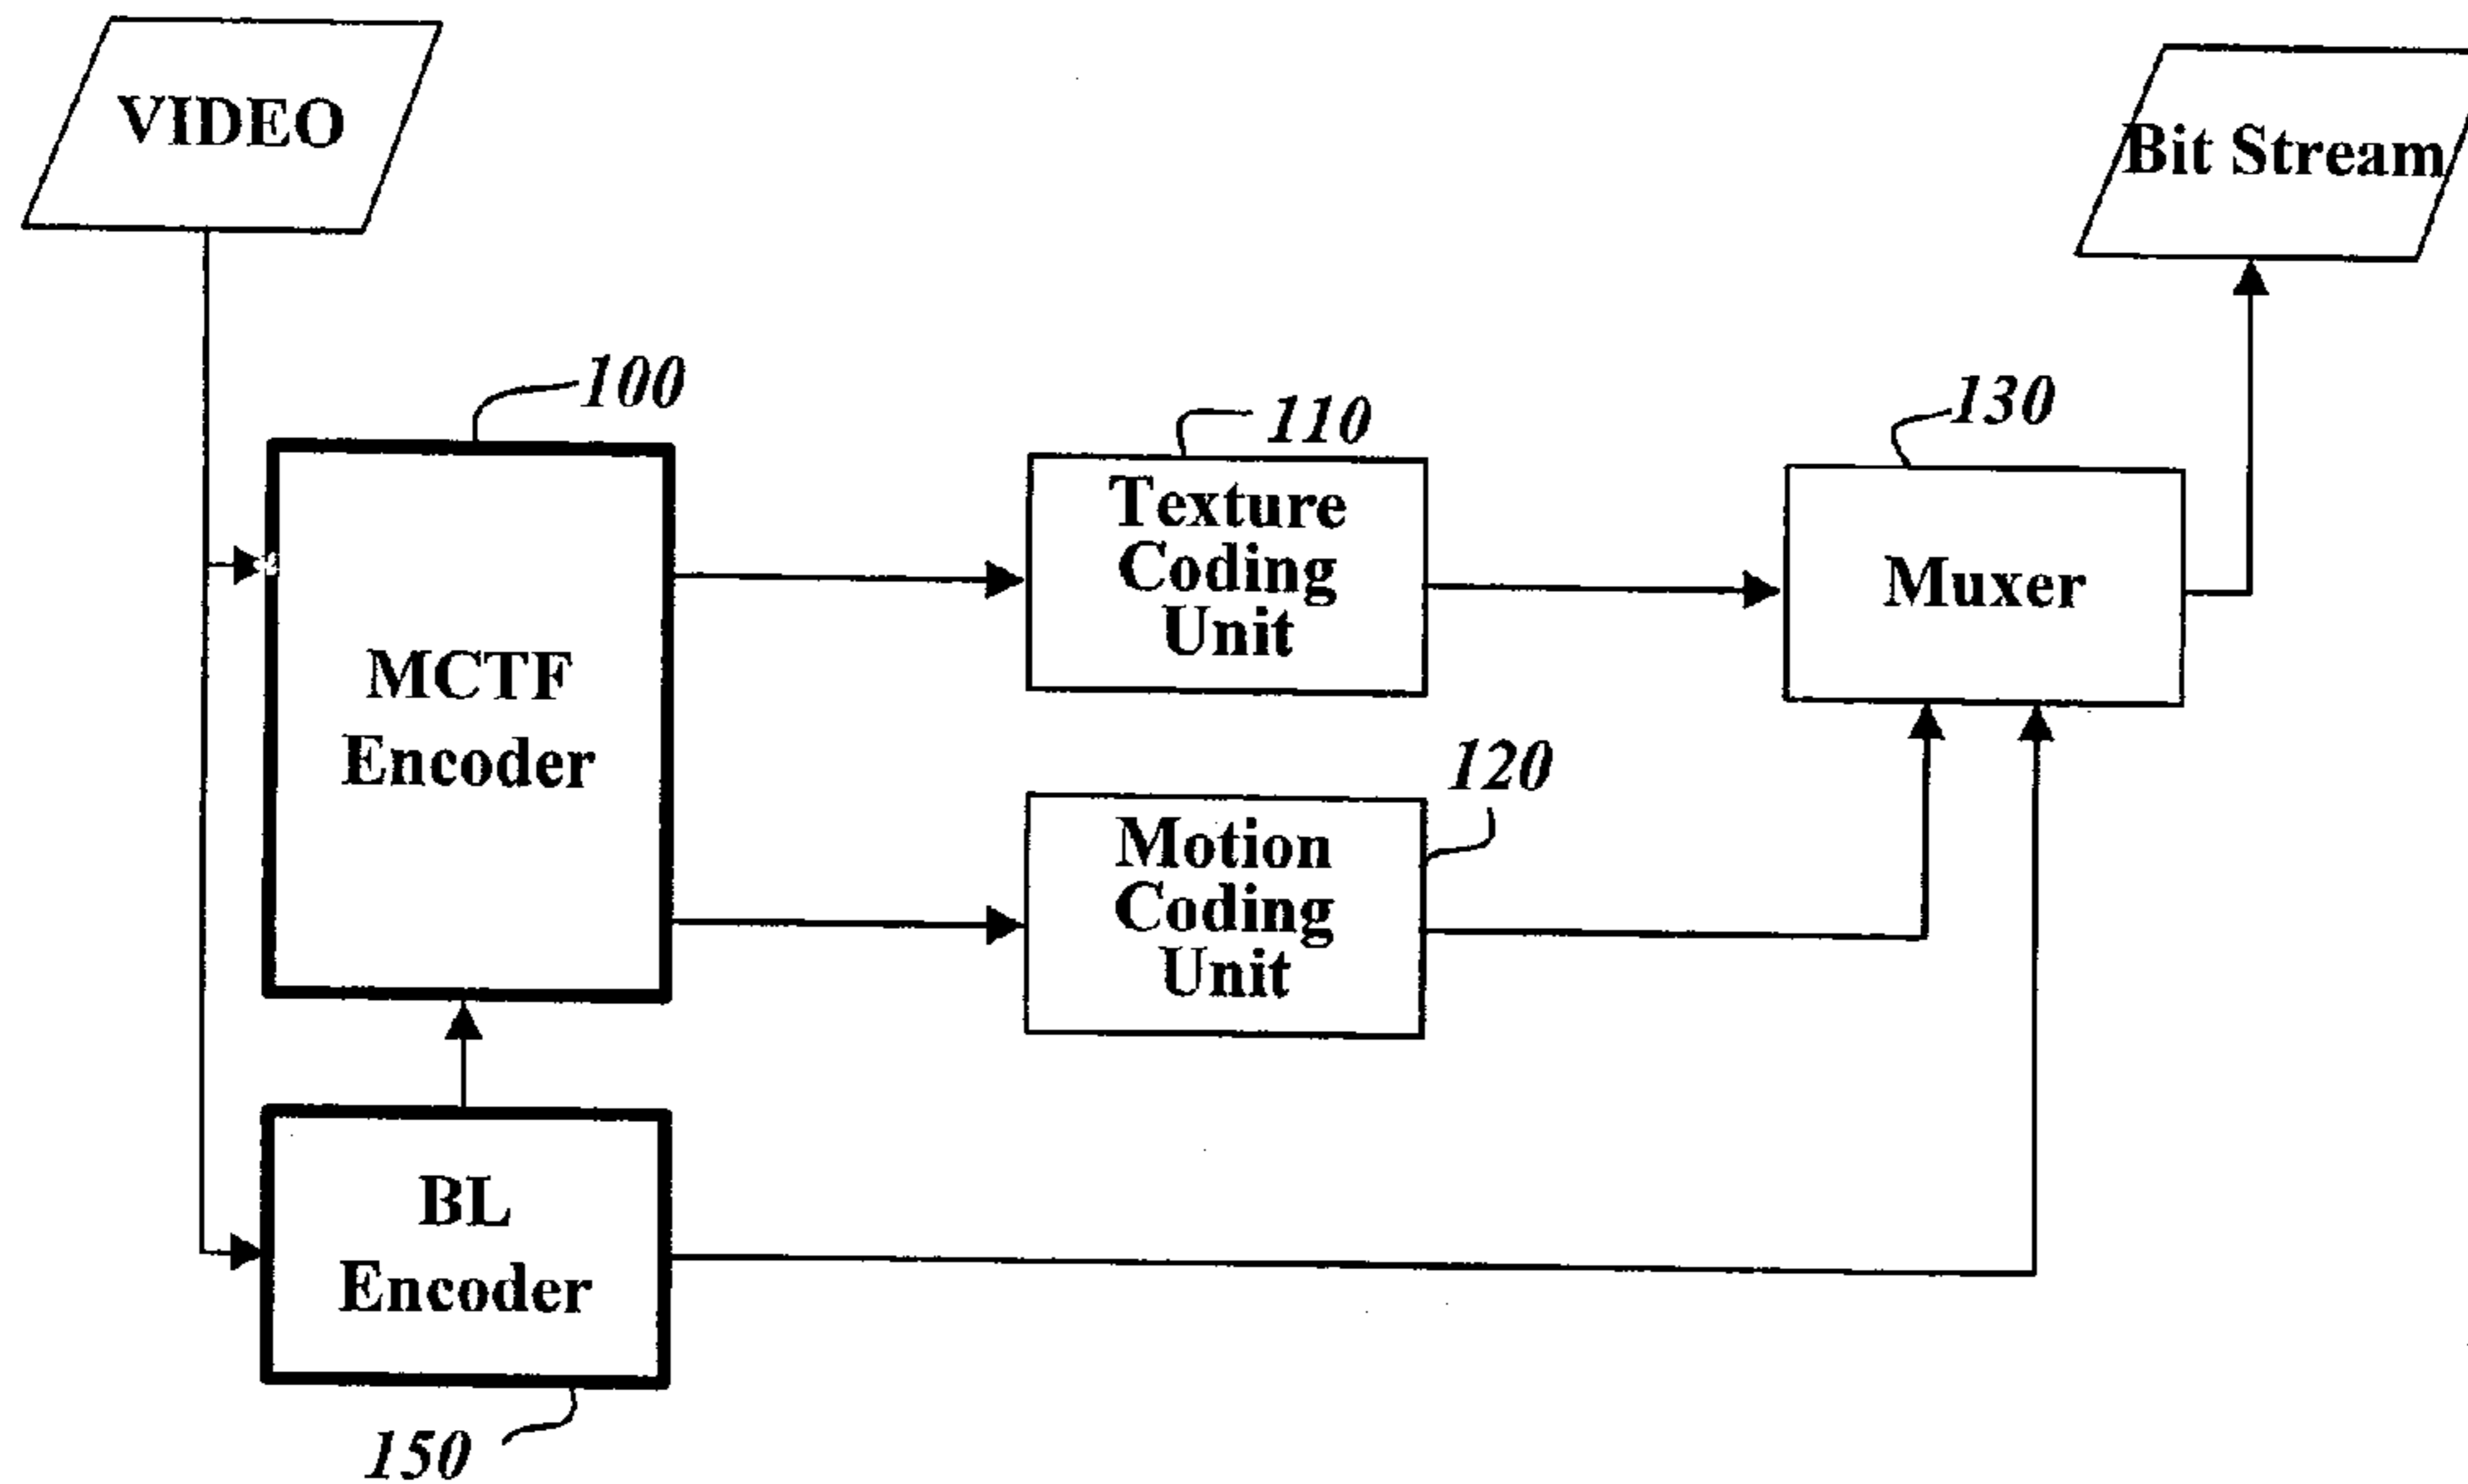 VIDEO
Bit Stream
100
110
130
Texture
Coding
Unit
Muxer
MCTF
Encoder
120
Motion
Coding
Unit
BL
Encoder
150